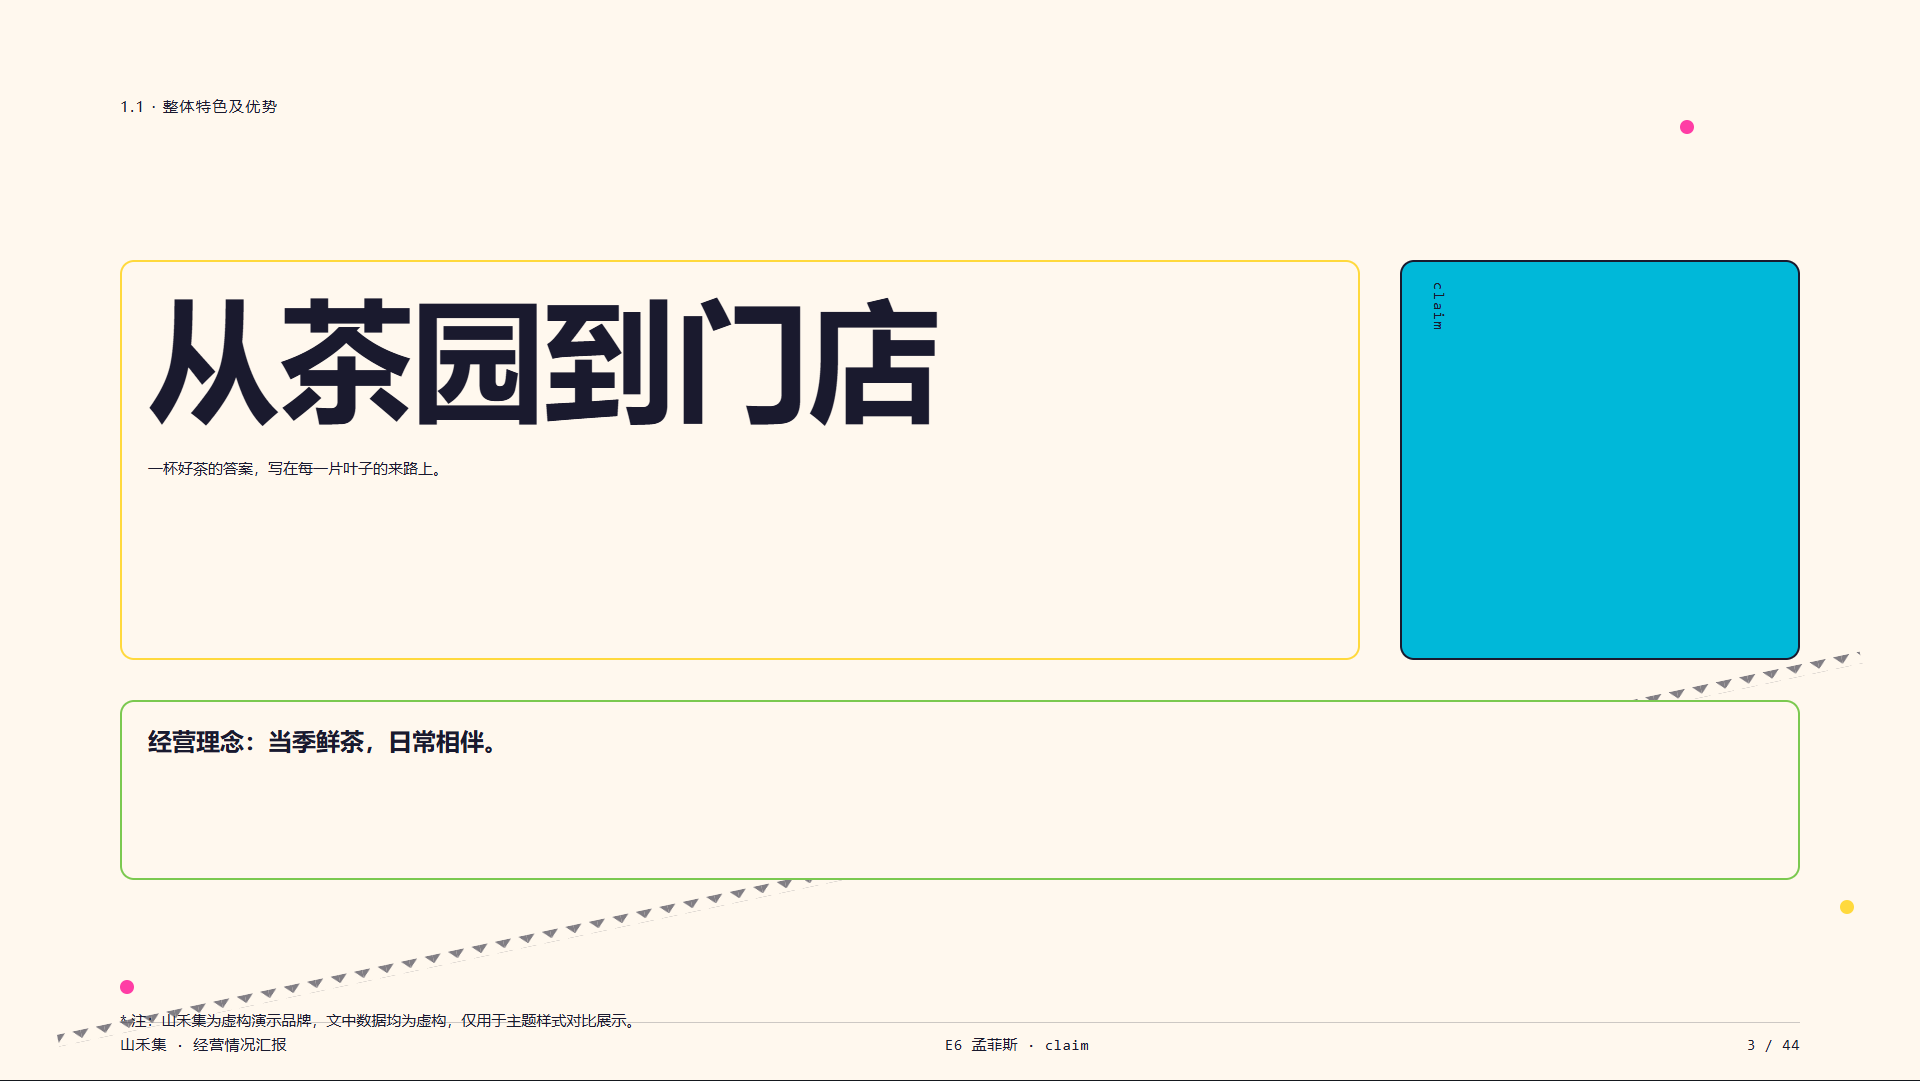 1.1 · 整体特色及优势
从茶园到门店
一杯好茶的答案，写在每一片叶子的来路上。
claim
经营理念：当季鲜茶，日常相伴。
* 注：山禾集为虚构演示品牌，文中数据均为虚构，仅用于主题样式对比展示。
山禾集 · 经营情况汇报
E6 孟菲斯 · claim
3 / 44